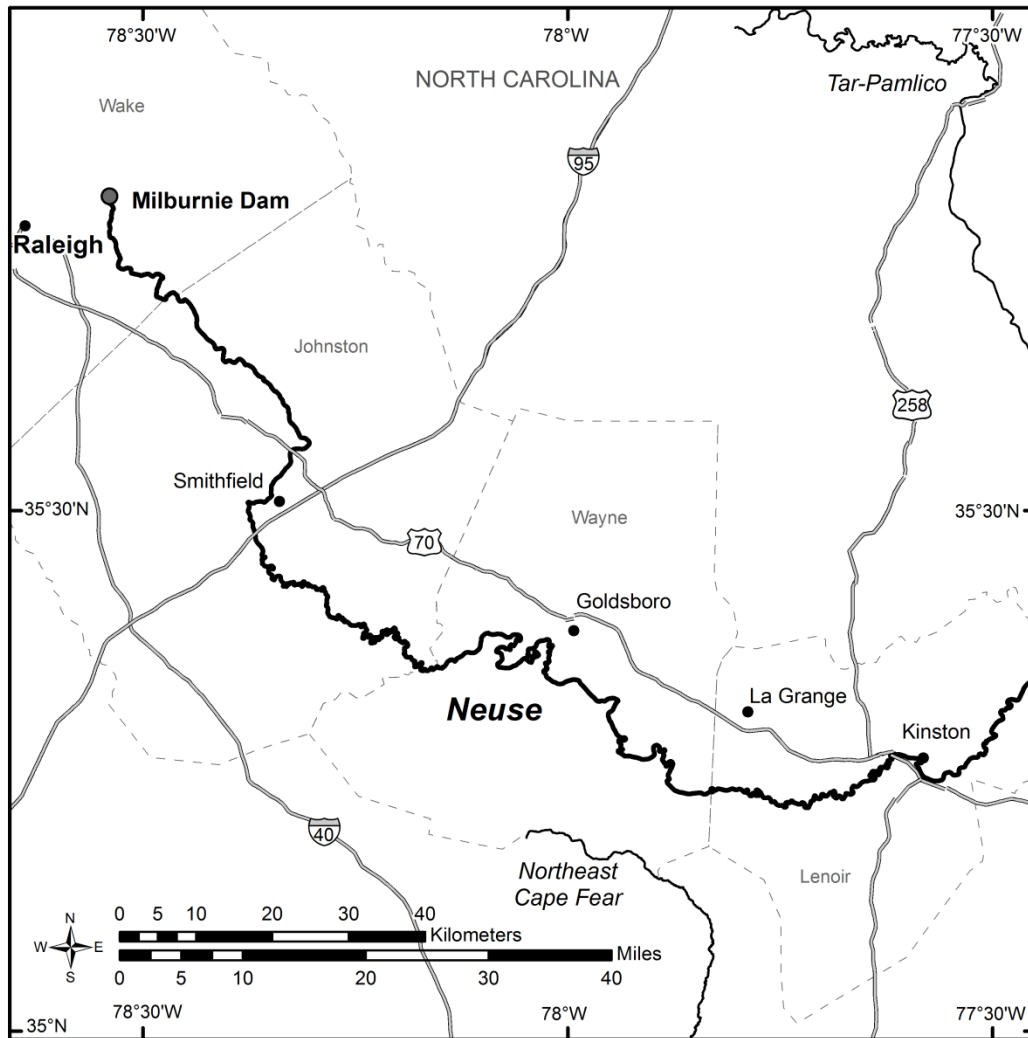 78°30'W
78°W
77°30'W
NORTH CAROLINA
Tar-Pamlico
Wake
95
Milburnie Dam
Raleigh
Johnston
258
Smithfield
35°30'N
35°30'N
Wayne
70
Goldsboro
Neuse
La Grange
Kinston
40
Northeast
Cape Fear
Lenoir
N
W E
S
0 5 10 20 30 40
Kilometers
Miles
0 5 10 20 30 40
35°N
78°30'W
78°W
77°30'W